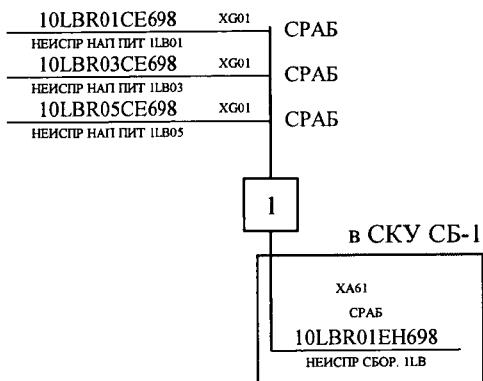 10LBR01CE698 XG01 СРАБ
НЕИСПР НАП ПИТ 1LB01
10LBR03CE698 XG01 СРАБ
НЕИСПР НАП ПИТ 1LB03
10LBR05CE698 XG01 СРАБ
НЕИСПР НАП ПИТ 1LB05
1
в СКУ СБ-1
XA61
СРАБ
10LBR01EH698
НЕИСПР СБОР. 1LB